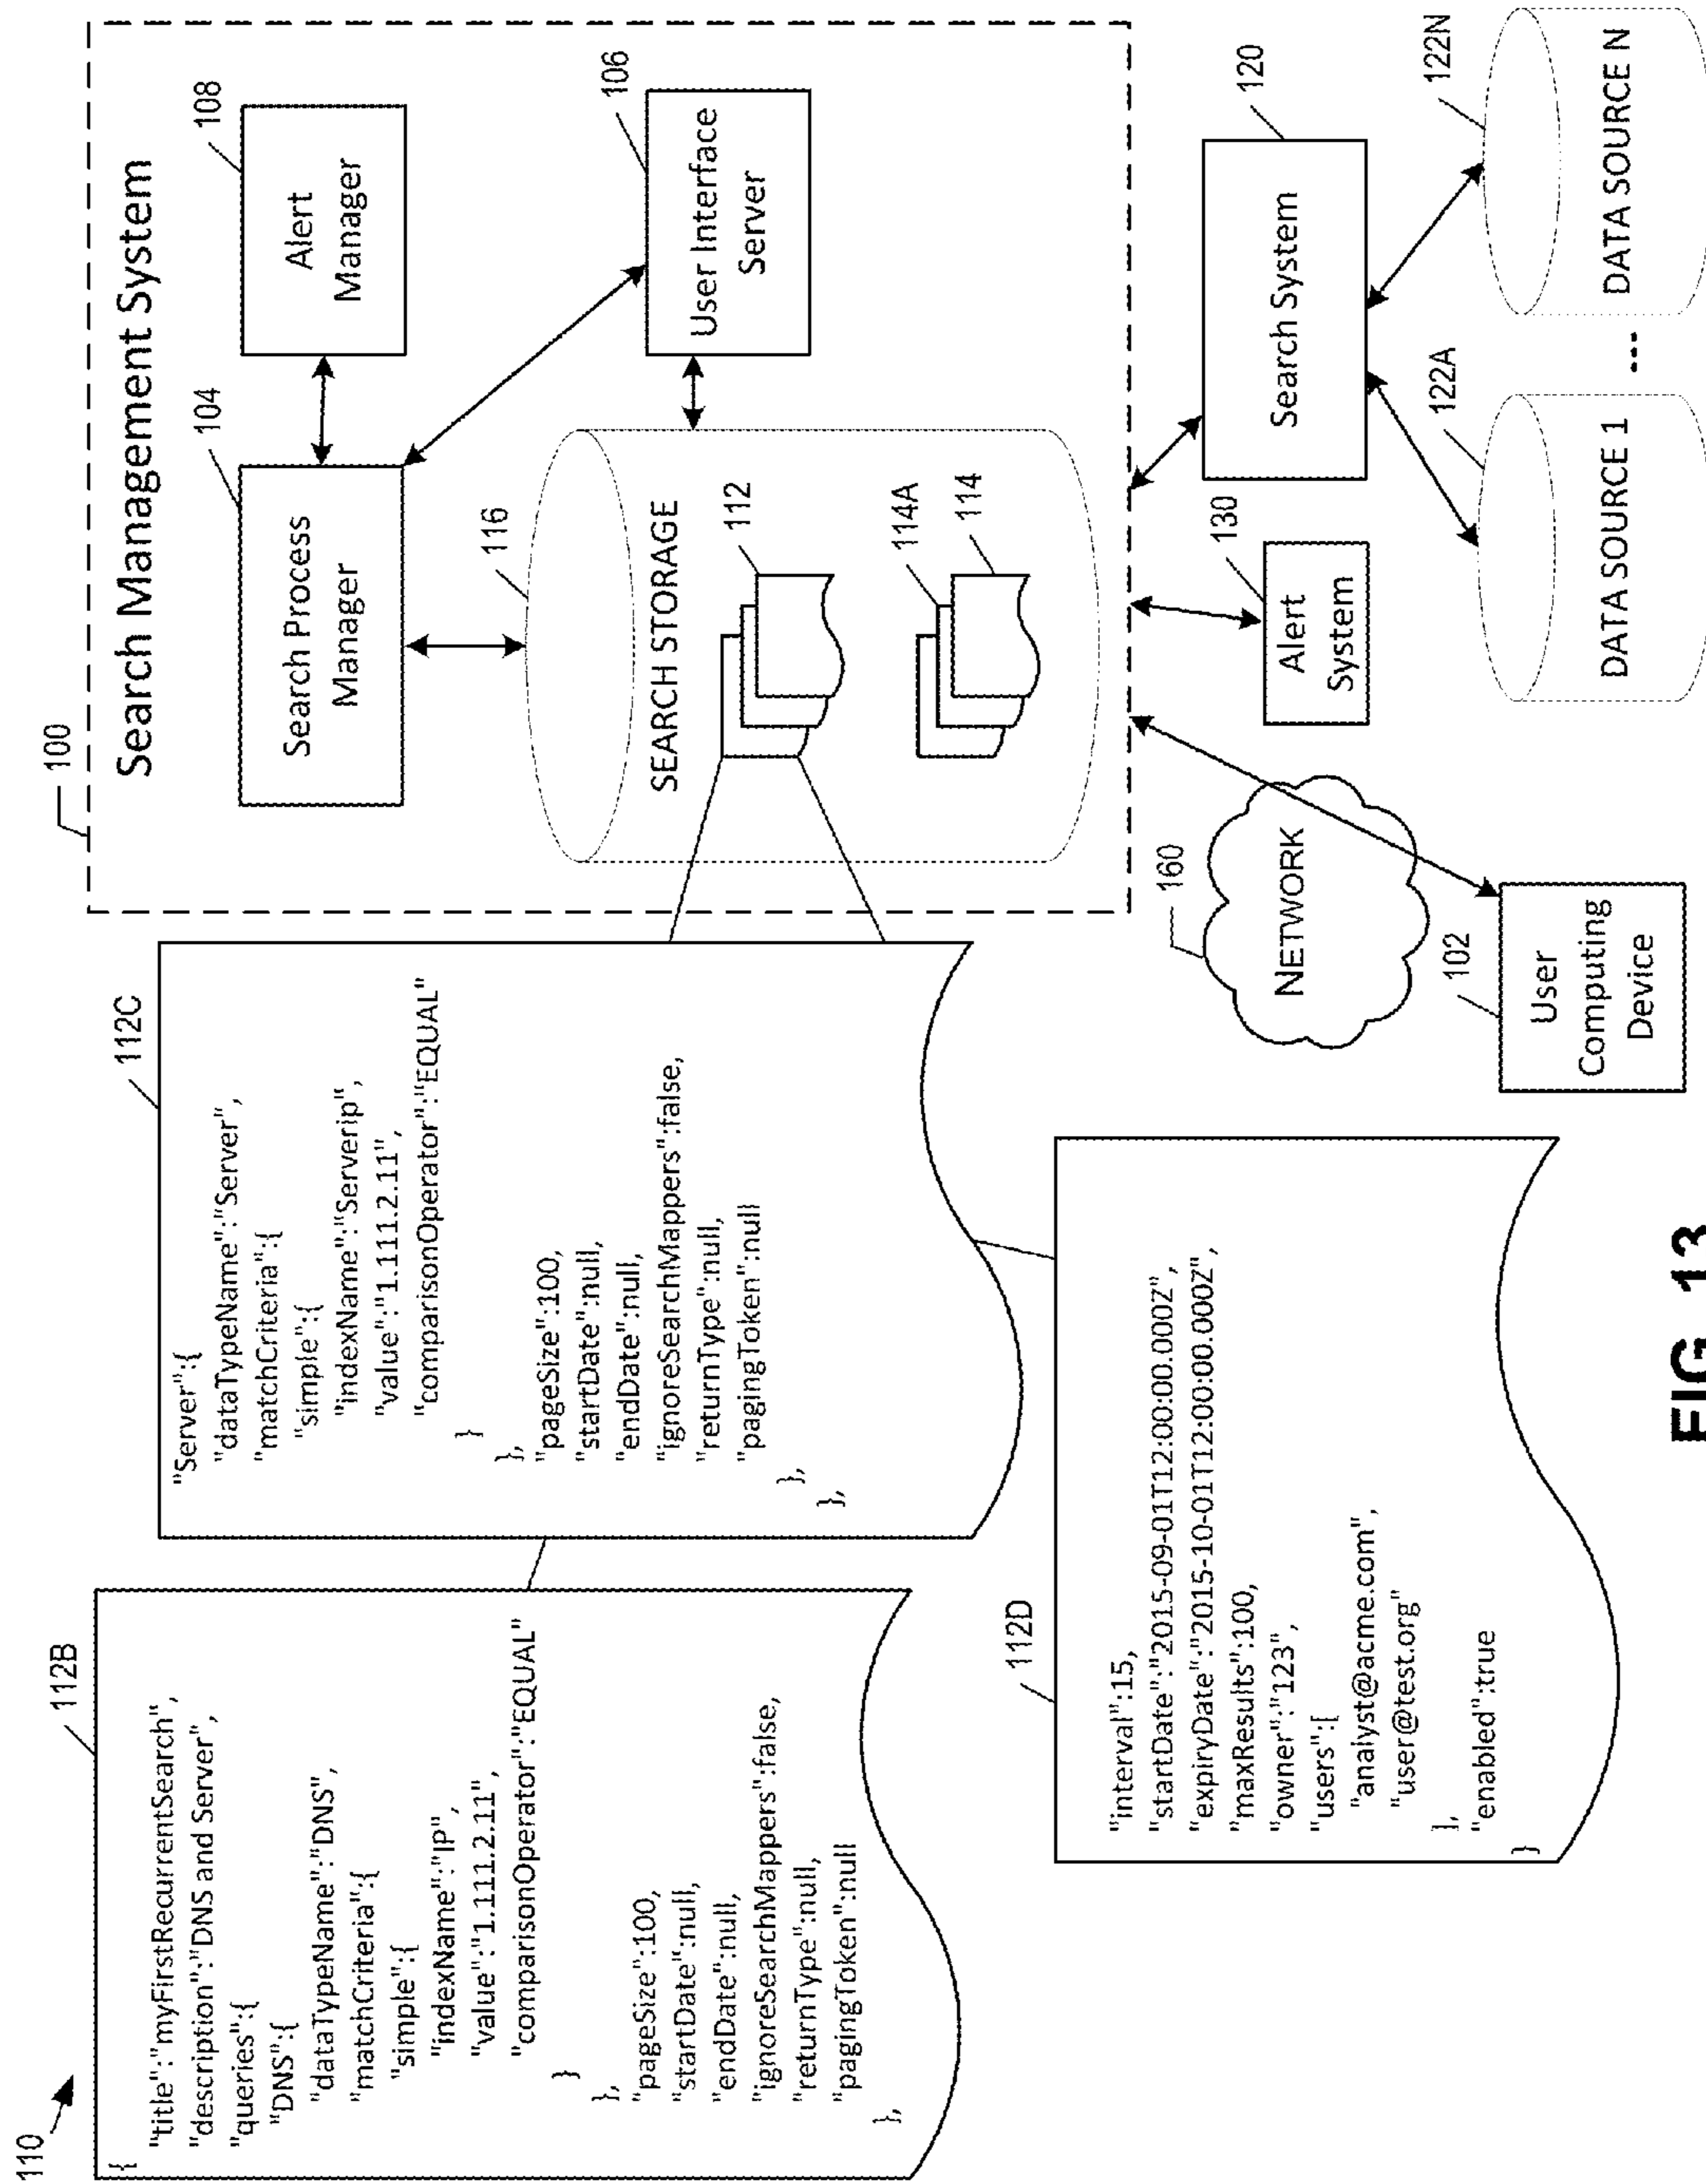 110
112B
{
"title":"myFirstRecurrentSearch",
"description":"DNS and Server",
"queries":{
"DNS":{
"dataTypeName":"DNS",
"matchCriteria":{
"simple":{
"indexName":"IP",
"value":"1.111.2.11",
"comparisonOperator":"EQUAL"
}
},
"pageSize":100,
"startDate":null,
"endDate":null,
"ignoreSearchMappers":false,
"returnType":null,
"pagingToken":null
},
112C
"Server":{
"dataTypeName":"Server",
"matchCriteria":{
"simple":{
"indexName":"Serverip",
"value":"1.111.2.11",
"comparisonOperator":"EQUAL"
}
},
"pageSize":100,
"startDate":null,
"endDate":null,
"ignoreSearchMappers":false,
"returnType":null,
"pagingToken":null
},
},
112D
"interval":15,
"startDate":"2015-09-01T12:00:00.000Z",
"expiryDate":"2015-10-01T12:00:00.000Z",
"maxResults":100,
"owner":"123",
"users":[
"analyst@acme.com",
"user@test.org"
],
"enabled":true
}
100
Search Management System
104
Search Process
Manager
108
Alert
Manager
106
User Interface
Server
116
SEARCH STORAGE
112
114A
114
160
NETWORK
102
User
Computing
Device
130
Alert
System
120
Search System
122A
DATA SOURCE 1
---
122N
DATA SOURCE N
FIG. 13